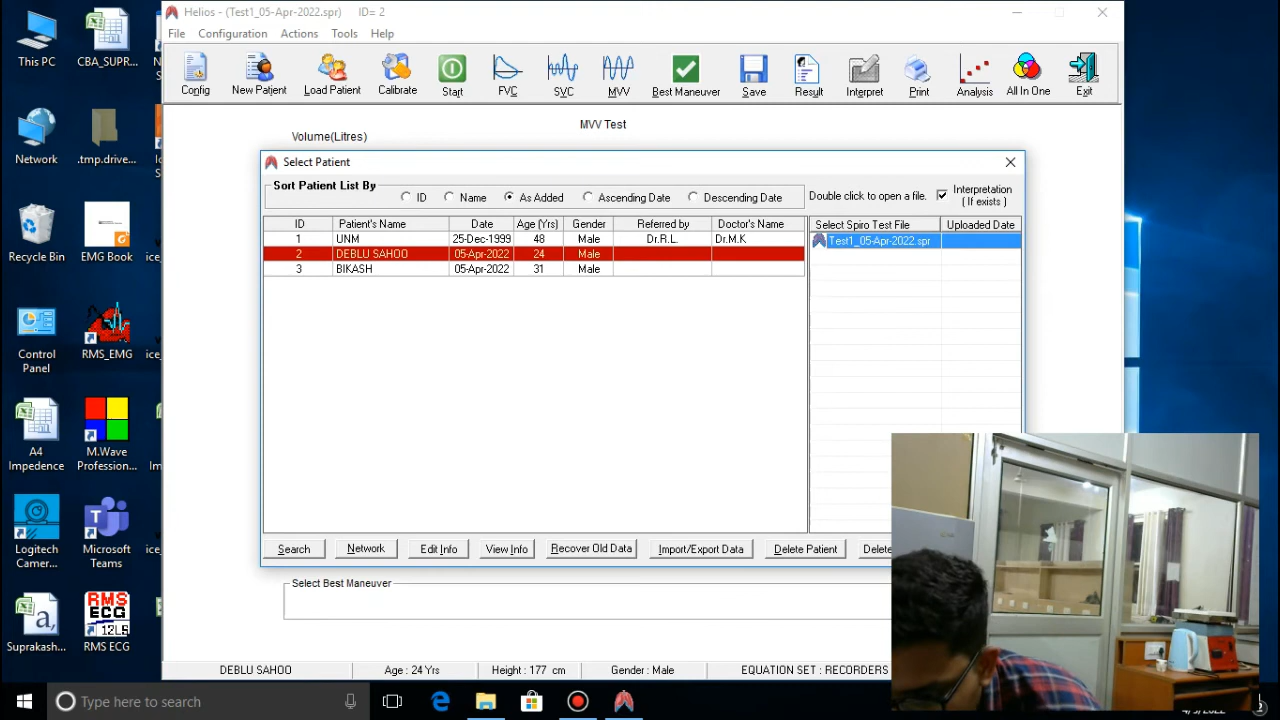 This PC
CBA_SUPR...
Network
.tmp.drive...
Recycle Bin
EMG Book
Control
Panel
RMS_EMG
ice_
A4
Impedence
M.Wave
Profession...
Logitech
Camer...
Microsoft
Teams
ice_
Suprakash...
RMS
ECG
12LS
RMS ECG
Helios - (Test1_05-Apr-2022.spr) ID= 2
File Configuration Actions Tools Help
Config New Patient Load Patient Calibrate Start FVC SVC MVV Best Maneuver Save Result Interpret Print Analysis All In One Exit
MVV Test
Volume(Litres)
Select Patient
Sort Patient List By
ID Name As Added Ascending Date Descending Date
Double click to open a file.
Interpretation
( If exists )
ID Patient's Name Date Age (Yrs) Gender Referred by Doctor's Name
1 UNM 25-Dec-1999 48 Male Dr.R.L. Dr.M.K
2 DEBLU SAHOO 05-Apr-2022 24 Male
3 BIKASH 05-Apr-2022 31 Male
Select Spiro Test File Uploaded Date
Test1_05-Apr-2022.spr
Search Network Edit Info View Info Recover Old Data Import/Export Data Delete Patient Delete
Select Best Maneuver
DEBLU SAHOO Age : 24 Yrs Height : 177 cm Gender : Male EQUATION SET : RECORDERS
Type here to search